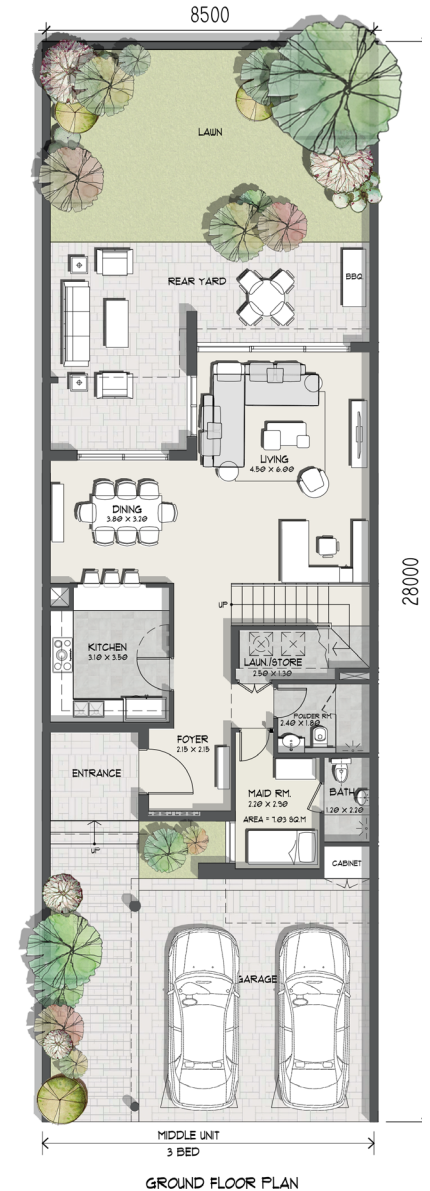 8500
LAWN
BBQ
REAR YARD
LIVING
4.50 x 6.00
DINING
3.80 x 3.20
28000
UP
KITCHEN
3.10 x 3.50
LAUN./STORE
2.50 x 1.30
POWDER RM.
2.40 x 1.80
FOYER
2.15 x 2.15
ENTRANCE
MAID RM.
2.20 x 2.50
AREA = 7.03 SQ.M
BATH
1.20 x 2.20
UP
CABINET
GARAGE
MIDDLE UNIT
3 BED
GROUND FLOOR PLAN